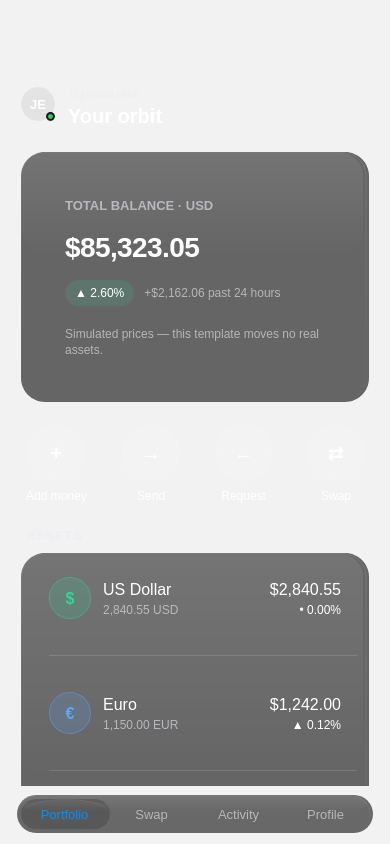 JE
Your orbit
TOTAL BALANCE · USD
$85,323.05
▲ 2.60% +$2,162.06 past 24 hours
Simulated prices — this template moves no real
assets.
+ → ← ⇄
Add money Send Request Swap
ASSETS
$ US Dollar $2,840.55
2,840.55 USD • 0.00%
€ Euro $1,242.00
1,150.00 EUR ▲ 0.12%
Portfolio Swap Activity Profile